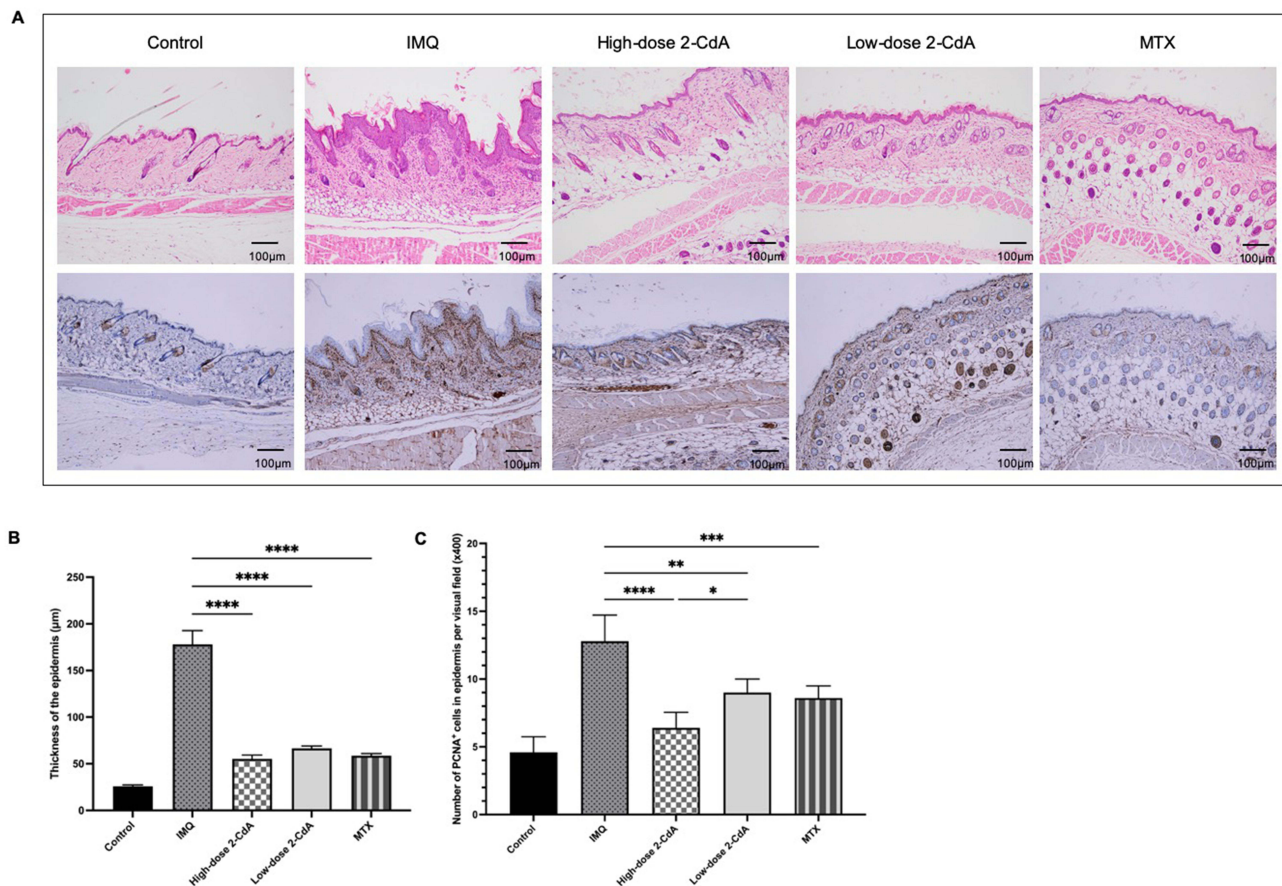 A
Control IMQ High-dose 2-CdA Low-dose 2-CdA MTX
100μm 100μm 100μm 100μm 100μm
100μm 100μm 100μm 100μm 100μm
B
Thickness of the epidermis (μm)
250
200
150
100
50
0
****
****
****
Control IMQ High-dose 2-CdA Low-dose 2-CdA MTX
C
Number of PCNA⁺ cells in epidermis per visual field (x400)
20
15
10
5
0
***
**
**** *
Control IMQ High-dose 2-CdA Low-dose 2-CdA MTX